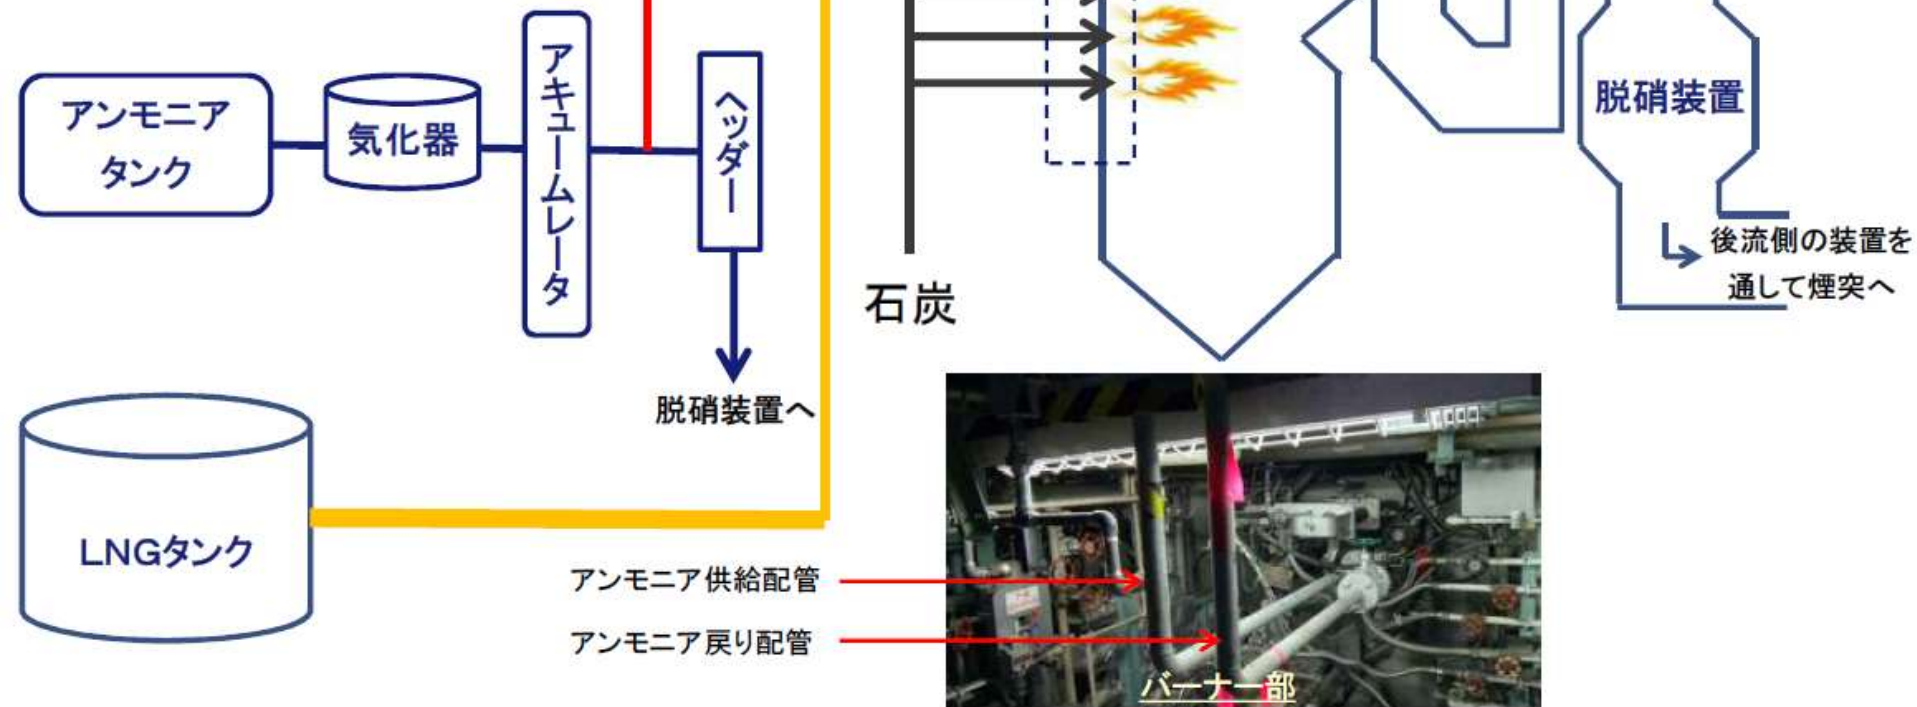 アンモニア
タンク
気化器
アキュームレータ
ヘッダー
脱硝装置へ
石炭
脱硝装置
後流側の装置を
通して煙突へ
LNGタンク
アンモニア供給配管
アンモニア戻り配管
バーナー部